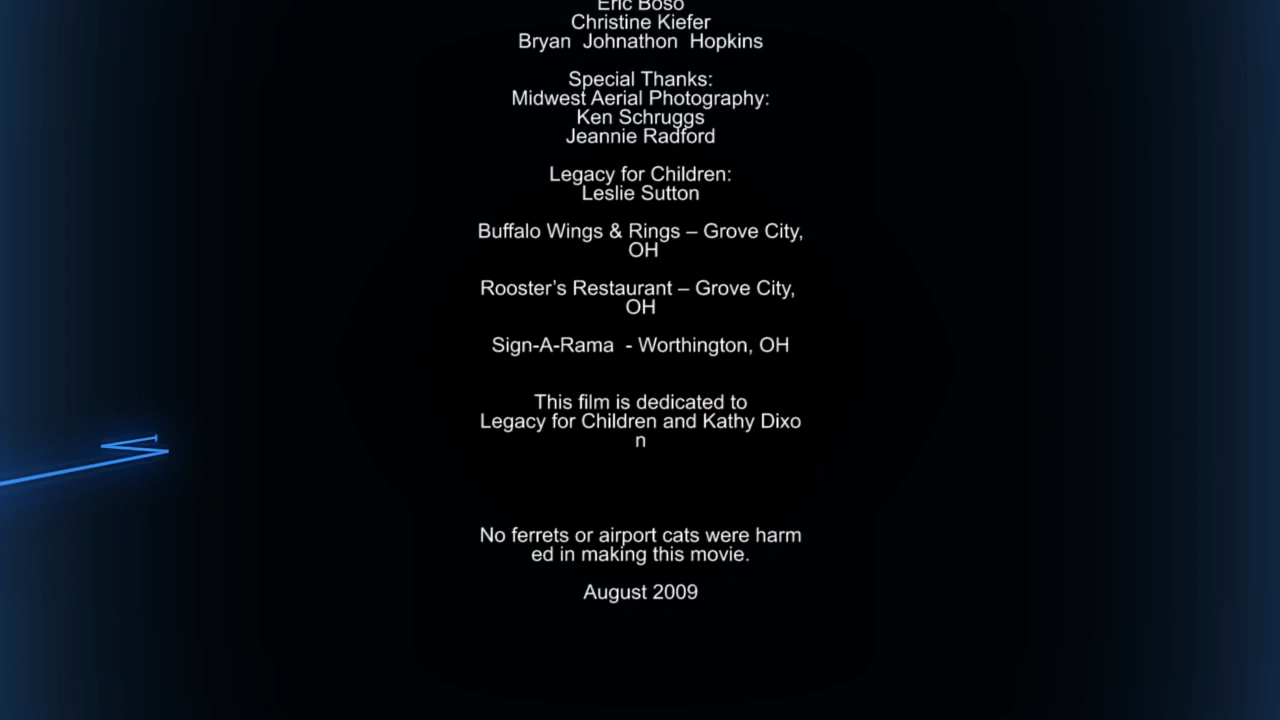 Eric Boso
Christine Kiefer
Bryan  Johnathon  Hopkins
Special Thanks:
Midwest Aerial Photography:
Ken Schruggs
Jeannie Radford
Legacy for Children:
Leslie Sutton
Buffalo Wings & Rings – Grove City,
OH
Rooster’s Restaurant – Grove City,
OH
Sign-A-Rama  - Worthington, OH
This film is dedicated to
Legacy for Children and Kathy Dixo
n
No ferrets or airport cats were harm
ed in making this movie.
August 2009